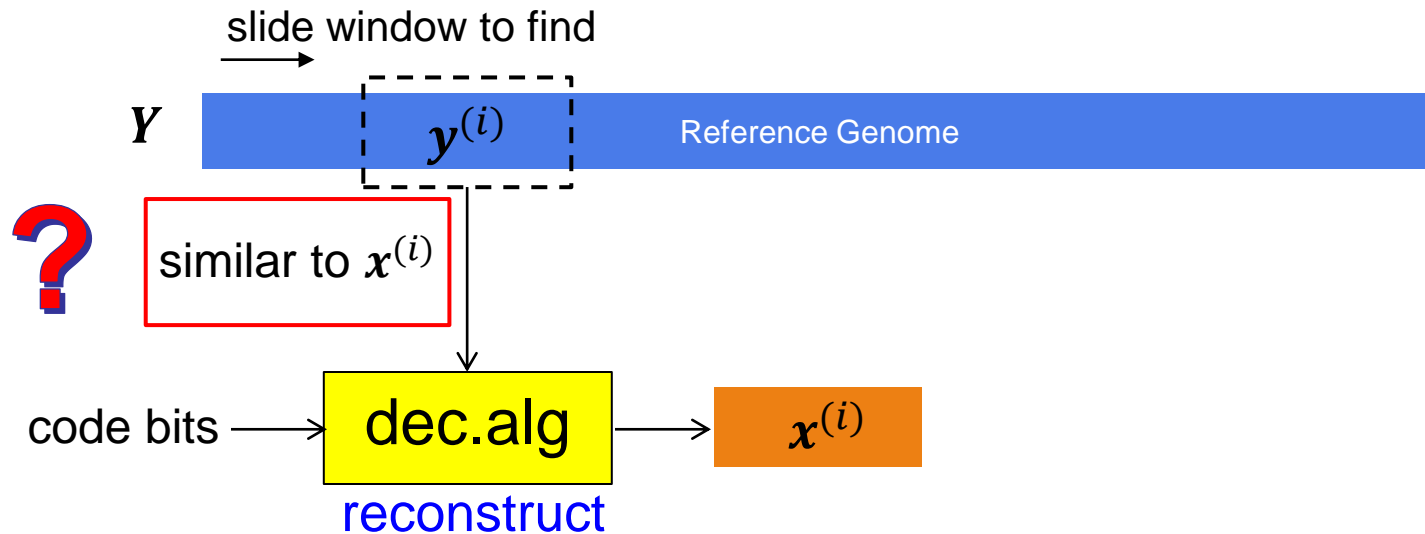 slide window to find
Y
y^(i)
Reference Genome
?
similar to x^(i)
code bits
dec.alg
x^(i)
reconstruct